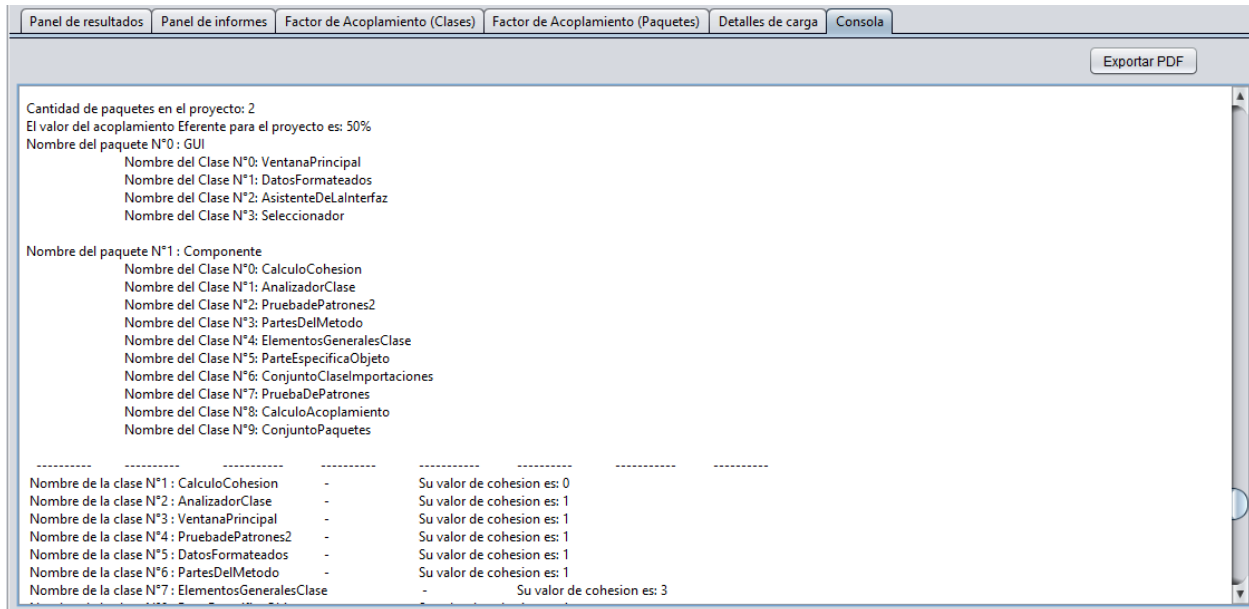 Panel de resultados Panel de informes Factor de Acoplamiento (Clases) Factor de Acoplamiento (Paquetes) Detalles de carga Consola
Exportar PDF
Cantidad de paquetes en el proyecto: 2
El valor del acoplamiento Eferente para el proyecto es: 50%
Nombre del paquete N°0 : GUI
Nombre del Clase N°0: VentanaPrincipal
Nombre del Clase N°1: DatosFormateados
Nombre del Clase N°2: AsistenteDeLaInterfaz
Nombre del Clase N°3: Seleccionador
Nombre del paquete N°1 : Componente
Nombre del Clase N°0: CalculoCohesion
Nombre del Clase N°1: AnalizadorClase
Nombre del Clase N°2: PruebadePatrones2
Nombre del Clase N°3: PartesDelMetodo
Nombre del Clase N°4: ElementosGeneralesClase
Nombre del Clase N°5: ParteEspecificaObjeto
Nombre del Clase N°6: ConjuntoClaseImportaciones
Nombre del Clase N°7: PruebaDePatrones
Nombre del Clase N°8: CalculoAcoplamiento
Nombre del Clase N°9: ConjuntoPaquetes
---------- ---------- ----------- ---------- ----------- ---------- ----------- ----------
Nombre de la clase N°1 : CalculoCohesion - Su valor de cohesion es: 0
Nombre de la clase N°2 : AnalizadorClase - Su valor de cohesion es: 1
Nombre de la clase N°3 : VentanaPrincipal - Su valor de cohesion es: 1
Nombre de la clase N°4 : PruebadePatrones2 - Su valor de cohesion es: 1
Nombre de la clase N°5 : DatosFormateados - Su valor de cohesion es: 1
Nombre de la clase N°6 : PartesDelMetodo - Su valor de cohesion es: 1
Nombre de la clase N°7 : ElementosGeneralesClase - Su valor de cohesion es: 3